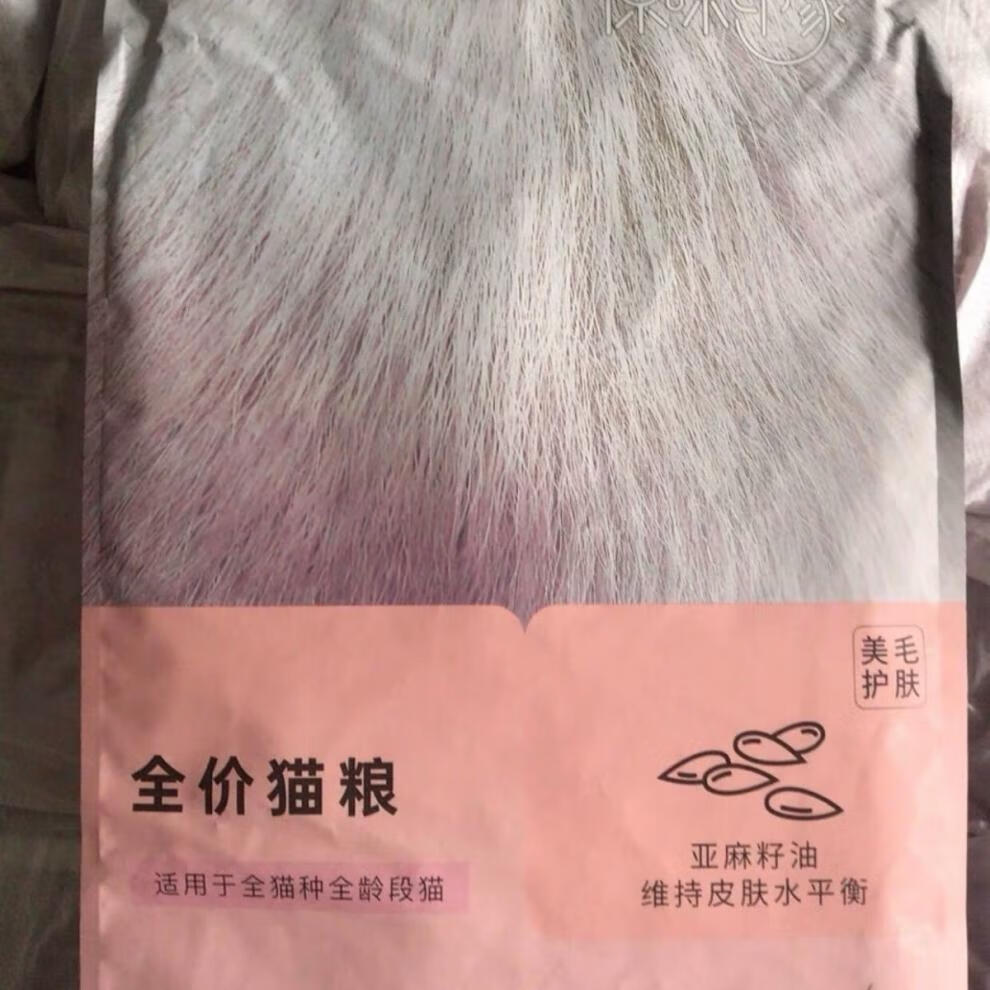 美毛
护肤
全价猫粮
适用于全猫种全龄段猫
亚麻籽油
维持皮肤水平衡